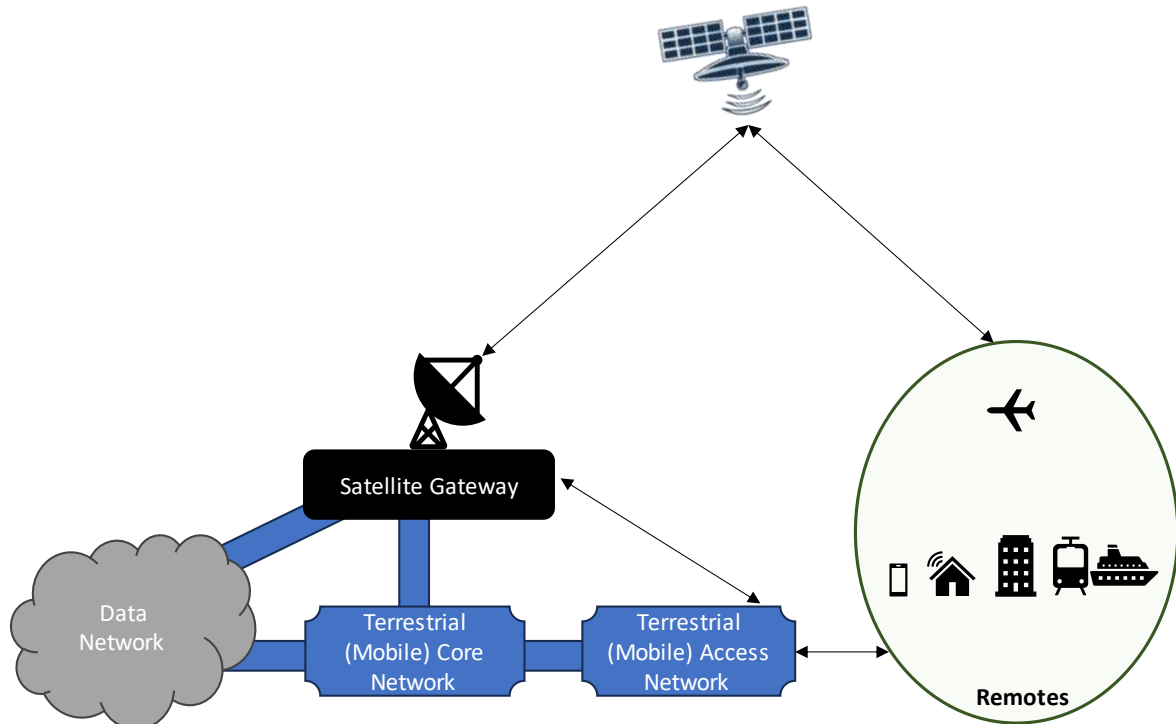 Satellite Gateway
Data
Network
Terrestrial
(Mobile) Core
Network
Terrestrial
(Mobile) Access
Network
Remotes